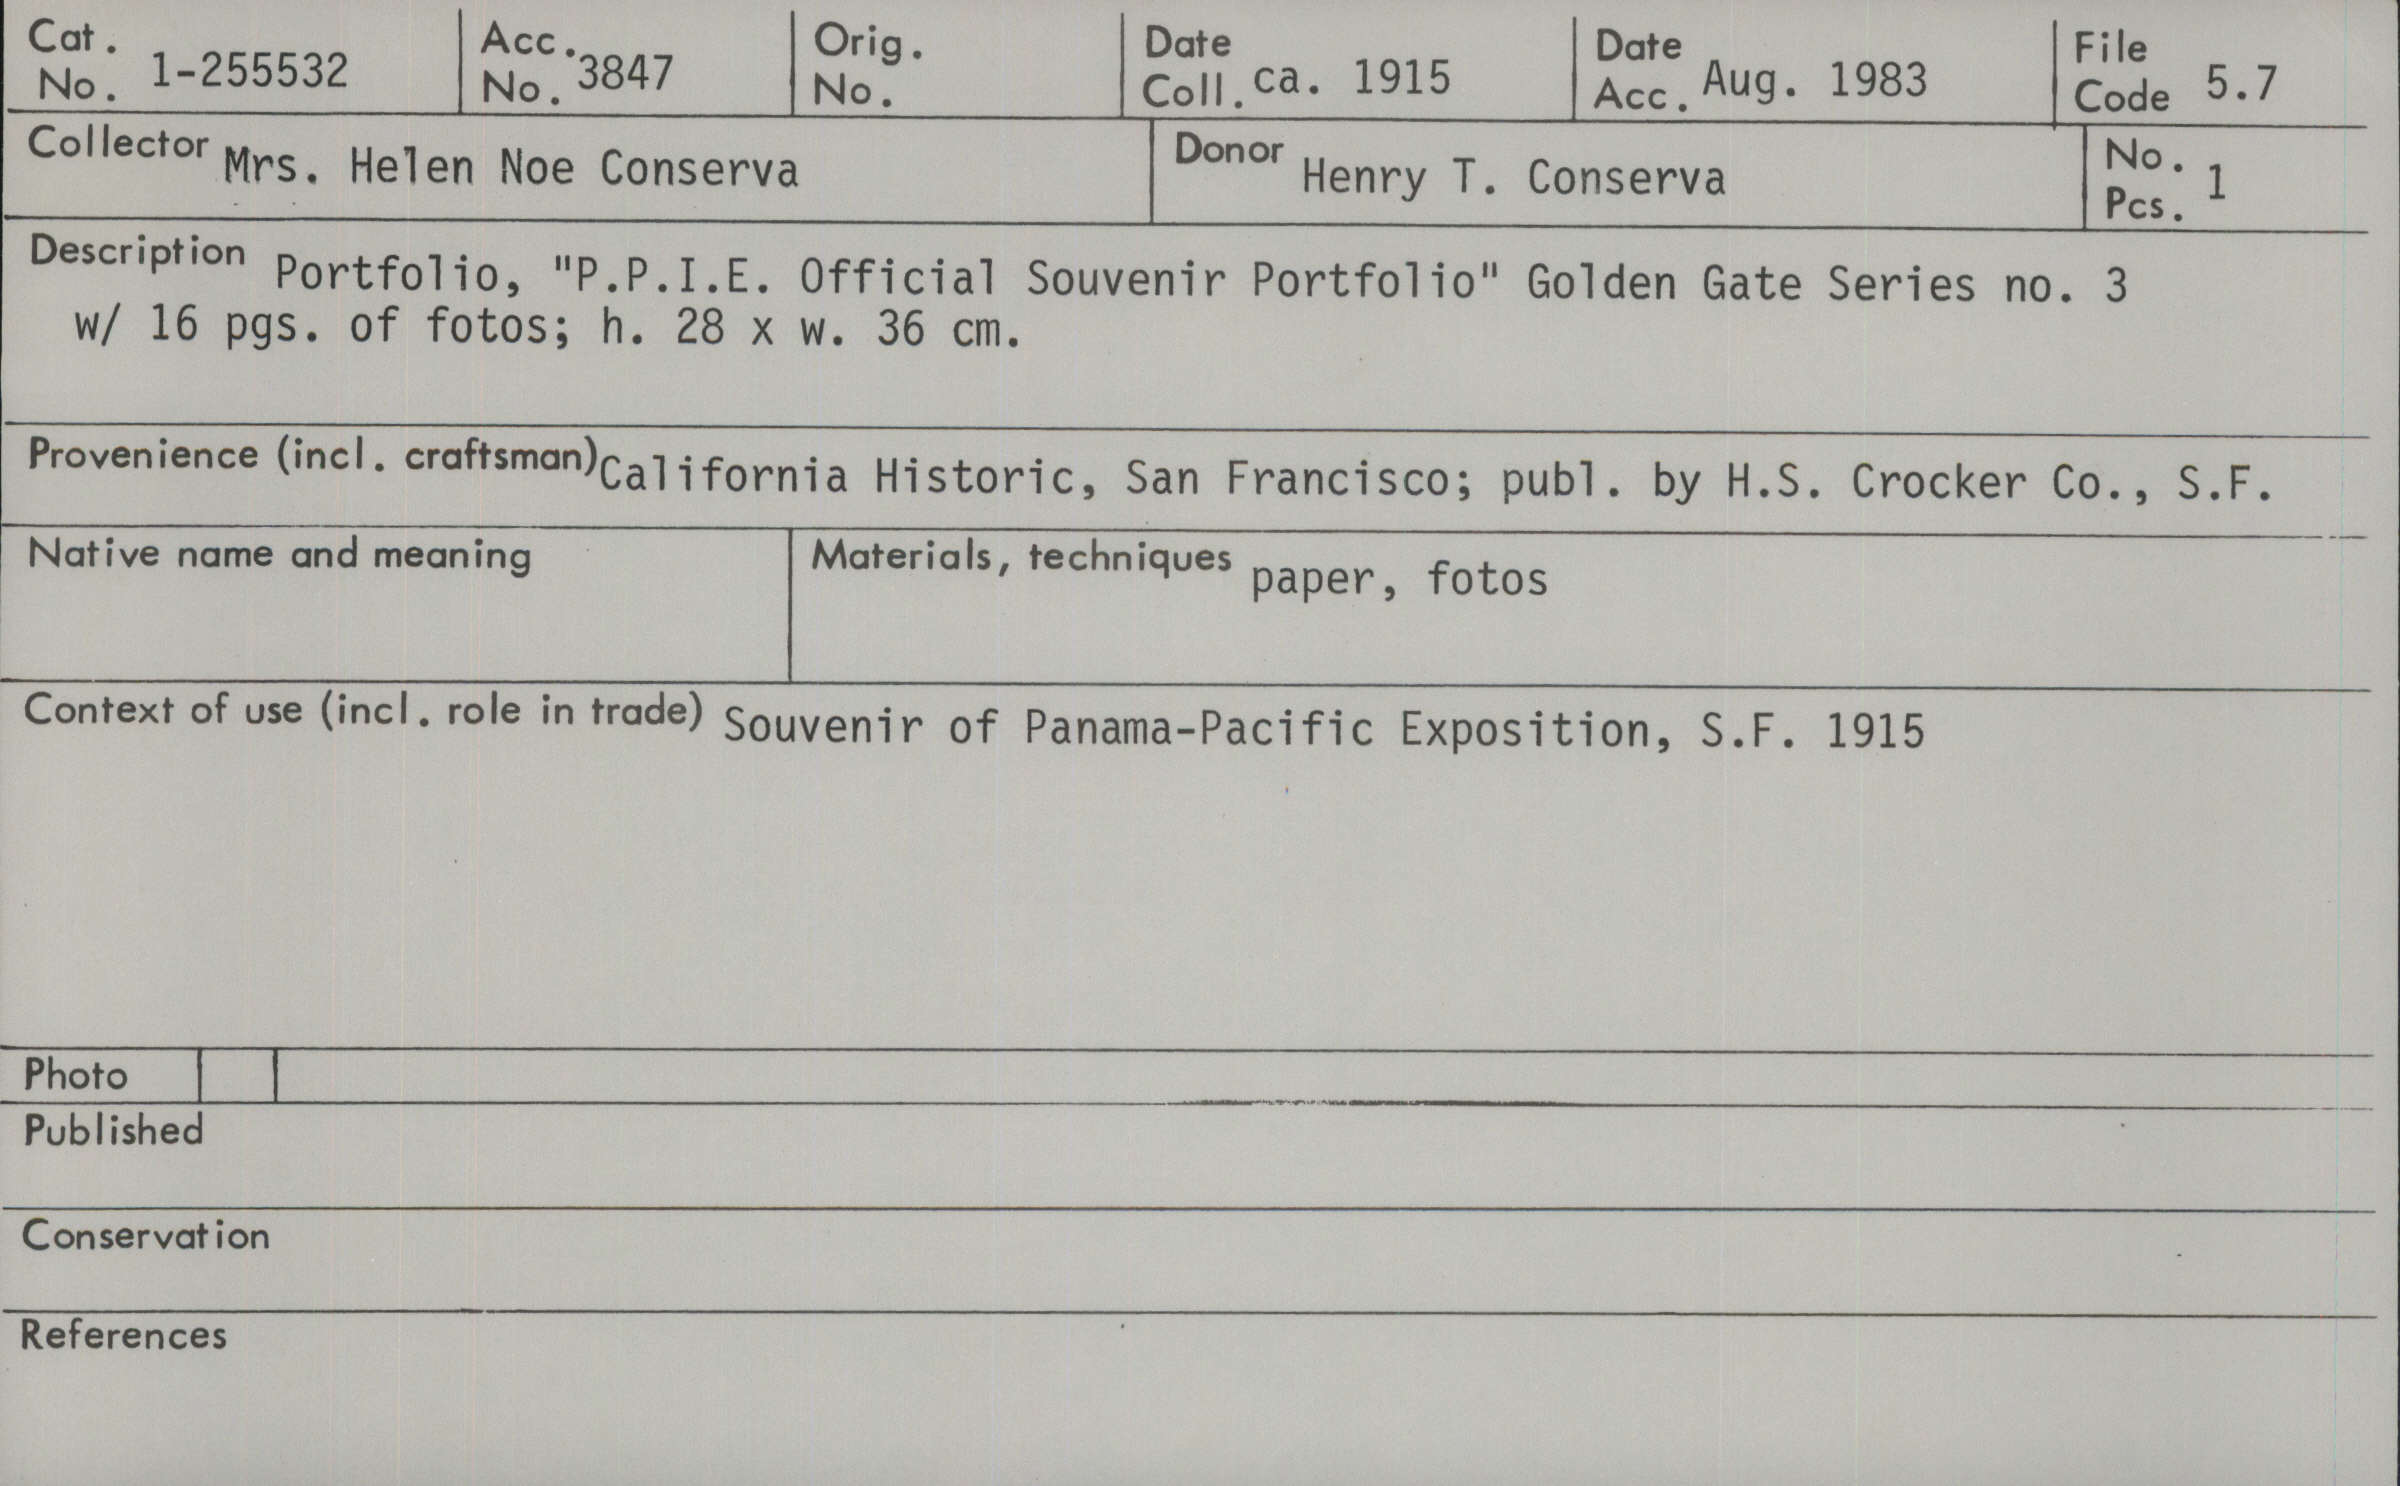 Cat. No. 1-255532
Acc. No. 3847
Orig. No.
Date Coll. ca. 1915
Date Acc. Aug. 1983
File Code 5.7
Collector Mrs. Helen Noe Conserva
Donor Henry T. Conserva
No. Pcs. 1
Description Portfolio, "P.P.I.E. Official Souvenir Portfolio" Golden Gate Series no. 3
w/ 16 pgs. of fotos; h. 28 x w. 36 cm.
Provenience (incl. craftsman) California Historic, San Francisco; publ. by H.S. Crocker Co., S.F.
Native name and meaning
Materials, techniques paper, fotos
Context of use (incl. role in trade) Souvenir of Panama-Pacific Exposition, S.F. 1915
Photo
Published
Conservation
References